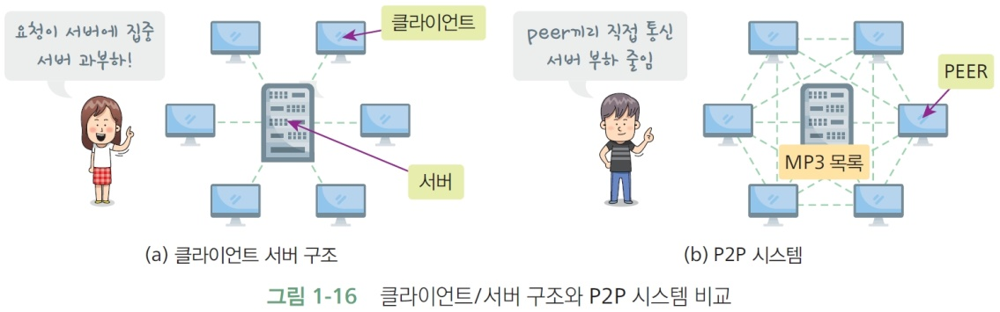 요청이 서버에 집중
서버 과부하!
클라이언트
서버
(a) 클라이언트 서버 구조
peer끼리 직접 통신
서버 부하 줄임
PEER
MP3 목록
(b) P2P 시스템
그림 1-16 클라이언트/서버 구조와 P2P 시스템 비교